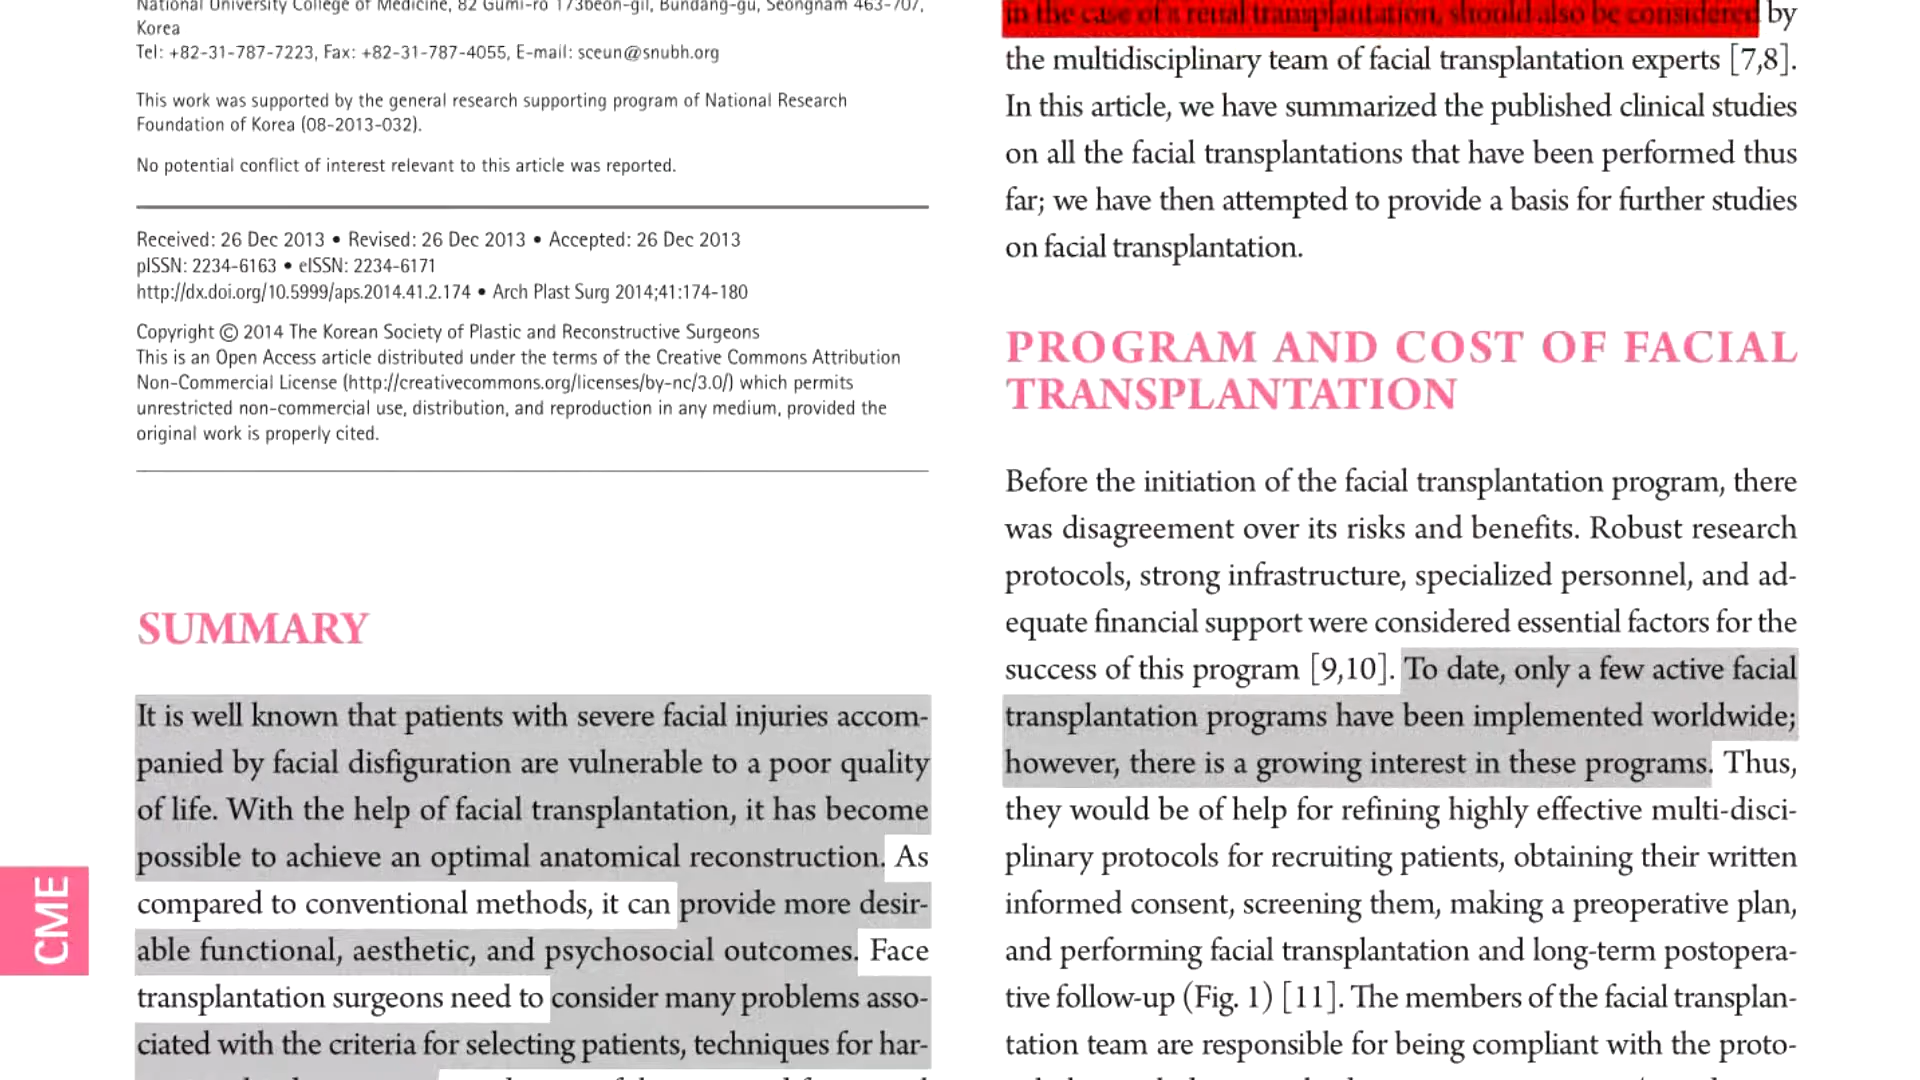 National University College of Medicine, 82 Gumi-ro 173beon-gil, Bundang-gu, Seongnam 463-707,
Korea
Tel: +82-31-787-7223, Fax: +82-31-787-4055, E-mail: sceun@snubh.org
This work was supported by the general research supporting program of National Research
Foundation of Korea (08-2013-032).
No potential conflict of interest relevant to this article was reported.
Received: 26 Dec 2013 • Revised: 26 Dec 2013 • Accepted: 26 Dec 2013
pISSN: 2234-6163 • eISSN: 2234-6171
http://dx.doi.org/10.5999/aps.2014.41.2.174 • Arch Plast Surg 2014;41:174-180
Copyright © 2014 The Korean Society of Plastic and Reconstructive Surgeons
This is an Open Access article distributed under the terms of the Creative Commons Attribution
Non-Commercial License (http://creativecommons.org/licenses/by-nc/3.0/) which permits
unrestricted non-commercial use, distribution, and reproduction in any medium, provided the
original work is properly cited.
SUMMARY
It is well known that patients with severe facial injuries accom-
panied by facial disfiguration are vulnerable to a poor quality
of life. With the help of facial transplantation, it has become
possible to achieve an optimal anatomical reconstruction. As
compared to conventional methods, it can provide more desir-
able functional, aesthetic, and psychosocial outcomes. Face
transplantation surgeons need to consider many problems asso-
ciated with the criteria for selecting patients, techniques for har-
CME
in the case of a renal transplantation, should also be considered by
the multidisciplinary team of facial transplantation experts [7,8].
In this article, we have summarized the published clinical studies
on all the facial transplantations that have been performed thus
far; we have then attempted to provide a basis for further studies
on facial transplantation.
PROGRAM AND COST OF FACIAL
TRANSPLANTATION
Before the initiation of the facial transplantation program, there
was disagreement over its risks and benefits. Robust research
protocols, strong infrastructure, specialized personnel, and ad-
equate financial support were considered essential factors for the
success of this program [9,10]. To date, only a few active facial
transplantation programs have been implemented worldwide;
however, there is a growing interest in these programs. Thus,
they would be of help for refining highly effective multi-disci-
plinary protocols for recruiting patients, obtaining their written
informed consent, screening them, making a preoperative plan,
and performing facial transplantation and long-term postopera-
tive follow-up (Fig. 1) [11]. The members of the facial transplan-
tation team are responsible for being compliant with the proto-